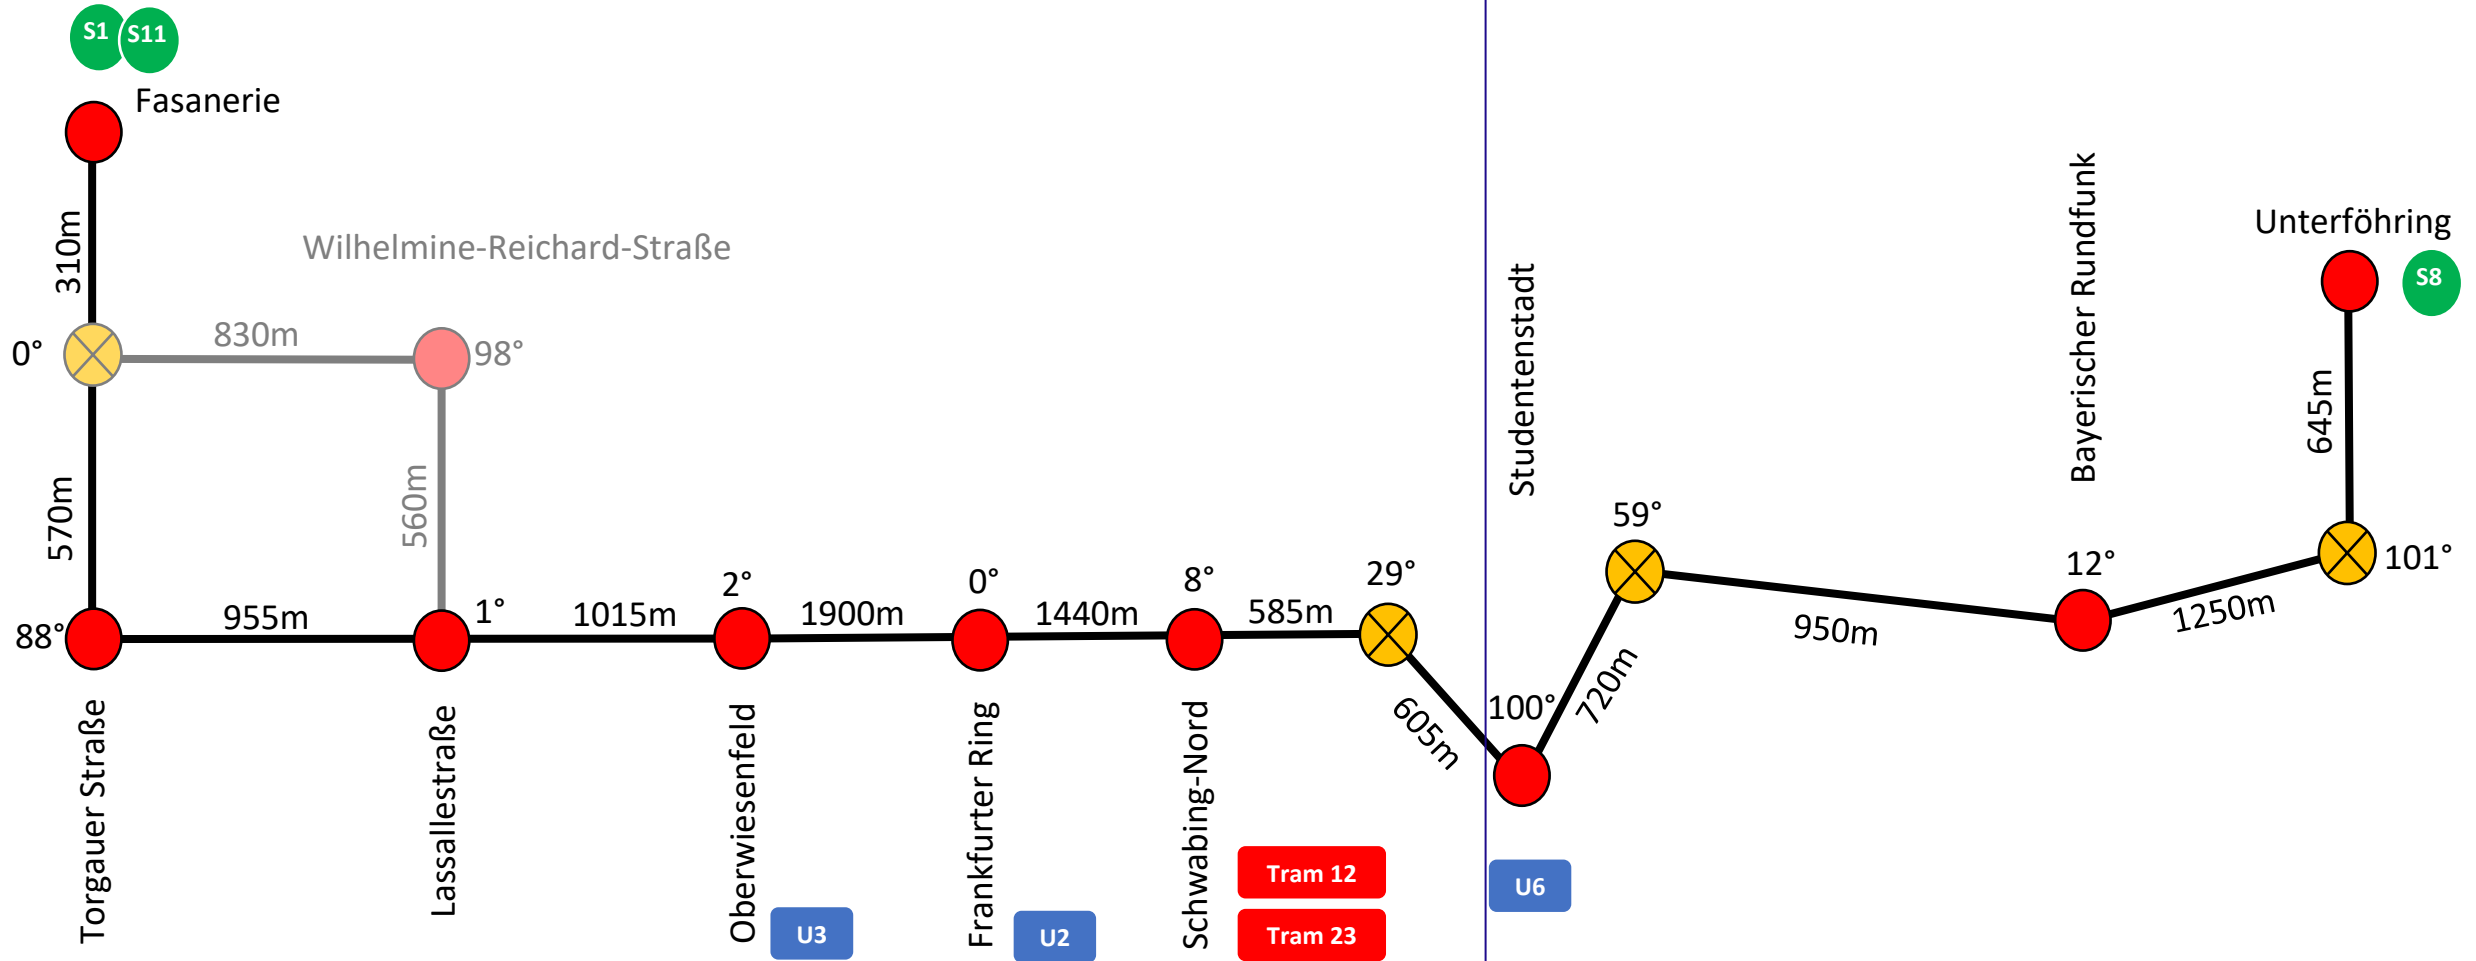 S1
S11
Fasanerie
310m
Wilhelmine-Reichard-Straße
830m
0°
98°
570m
560m
88°
955m
1°
1015m
2°
1900m
0°
1440m
8°
585m
29°
605m
100°
720m
59°
950m
12°
1250m
101°
645m
Unterföhring
S8
Studentenstadt
Bayerischer Rundfunk
Torgauer Straße
Lassallestraße
Oberwiesenfeld
U3
Frankfurter Ring
U2
Schwabing-Nord
Tram 12
Tram 23
U6